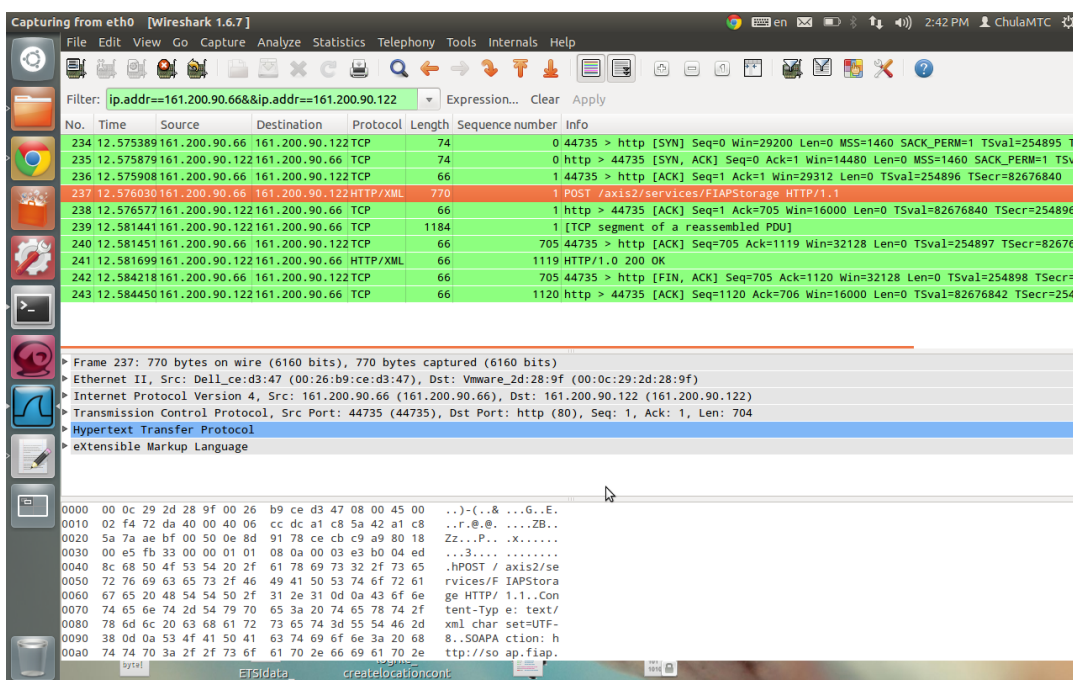 Capturing from eth0 [Wireshark 1.6.7 ]
en 2:42 PM ChulaMTC
File Edit View Go Capture Analyze Statistics Telephony Tools Internals Help
Filter: ip.addr==161.200.90.66&&ip.addr==161.200.90.122 Expression... Clear Apply
No. Time Source Destination Protocol Length Sequence number Info
234 12.575389 161.200.90.66 161.200.90.122 TCP 74 0 44735 > http [SYN] Seq=0 Win=29200 Len=0 MSS=1460 SACK_PERM=1 TSval=254895 T
235 12.575879 161.200.90.122 161.200.90.66 TCP 74 0 http > 44735 [SYN, ACK] Seq=0 Ack=1 Win=14480 Len=0 MSS=1460 SACK_PERM=1 TSv
236 12.575908 161.200.90.66 161.200.90.122 TCP 66 1 44735 > http [ACK] Seq=1 Ack=1 Win=29312 Len=0 TSval=254896 TSecr=82676840
237 12.576030 161.200.90.66 161.200.90.122 HTTP/XML 770 1 POST /axis2/services/FIAPStorage HTTP/1.1
238 12.576577 161.200.90.122 161.200.90.66 TCP 66 1 http > 44735 [ACK] Seq=1 Ack=705 Win=16000 Len=0 TSval=82676840 TSecr=254896
239 12.581441 161.200.90.122 161.200.90.66 TCP 1184 1 [TCP segment of a reassembled PDU]
240 12.581451 161.200.90.66 161.200.90.122 TCP 66 705 44735 > http [ACK] Seq=705 Ack=1119 Win=32128 Len=0 TSval=254897 TSecr=82676
241 12.581699 161.200.90.122 161.200.90.66 HTTP/XML 66 1119 HTTP/1.0 200 OK
242 12.584218 161.200.90.66 161.200.90.122 TCP 66 705 44735 > http [FIN, ACK] Seq=705 Ack=1120 Win=32128 Len=0 TSval=254898 TSecr=
243 12.584450 161.200.90.122 161.200.90.66 TCP 66 1120 http > 44735 [ACK] Seq=1120 Ack=706 Win=16000 Len=0 TSval=82676842 TSecr=254
Frame 237: 770 bytes on wire (6160 bits), 770 bytes captured (6160 bits)
Ethernet II, Src: Dell_ce:d3:47 (00:26:b9:ce:d3:47), Dst: Vmware_2d:28:9f (00:0c:29:2d:28:9f)
Internet Protocol Version 4, Src: 161.200.90.66 (161.200.90.66), Dst: 161.200.90.122 (161.200.90.122)
Transmission Control Protocol, Src Port: 44735 (44735), Dst Port: http (80), Seq: 1, Ack: 1, Len: 704
Hypertext Transfer Protocol
eXtensible Markup Language
0000 00 0c 29 2d 28 9f 00 26 b9 ce d3 47 08 00 45 00 ..)-(..& ...G..E.
0010 02 f4 72 da 40 00 40 06 cc dc a1 c8 5a 42 a1 c8 ..r.@.@. ....ZB..
0020 5a 7a ae bf 00 50 0e 8d 91 78 ce cb c9 a9 80 18 Zz...P.. .x......
0030 00 e5 fb 33 00 00 01 01 08 0a 00 03 e3 b0 04 ed ...3.... ........
0040 8c 68 50 4f 53 54 20 2f 61 78 69 73 32 2f 73 65 .hPOST / axis2/se
0050 72 76 69 63 65 73 2f 46 49 41 50 53 74 6f 72 61 rvices/F IAPStora
0060 67 65 20 48 54 54 50 2f 31 2e 31 0d 0a 43 6f 6e ge HTTP/ 1.1..Con
0070 74 65 6e 74 2d 54 79 70 65 3a 20 74 65 78 74 2f tent-Typ e: text/
0080 78 6d 6c 20 63 68 61 72 73 65 74 3d 55 54 46 2d xml char set=UTF-
0090 38 0d 0a 53 4f 41 50 41 63 74 69 6f 6e 3a 20 68 8..SOAPA ction: h
00a0 74 74 70 3a 2f 2f 73 6f 61 70 2e 66 69 61 70 2e ttp://so ap.fiap.
byte]
ETSIdata_ createlocationcont